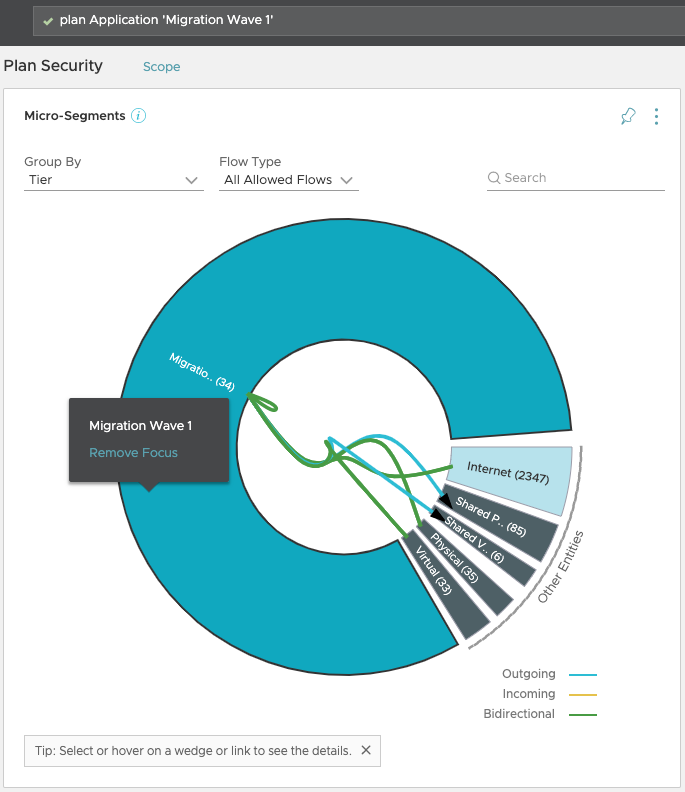 plan Application 'Migration Wave 1'
Plan Security
Scope
Micro-Segments
Group By
Flow Type
Tier
All Allowed Flows
Search
Migratio.. (34)
Migration Wave 1
Remove Focus
Internet (2347)
Shared P.. (85)
Shared V.. (6)
Physical (35)
Virtual (33)
Other Entities
Outgoing
Incoming
Bidirectional
Tip: Select or hover on a wedge or link to see the details.